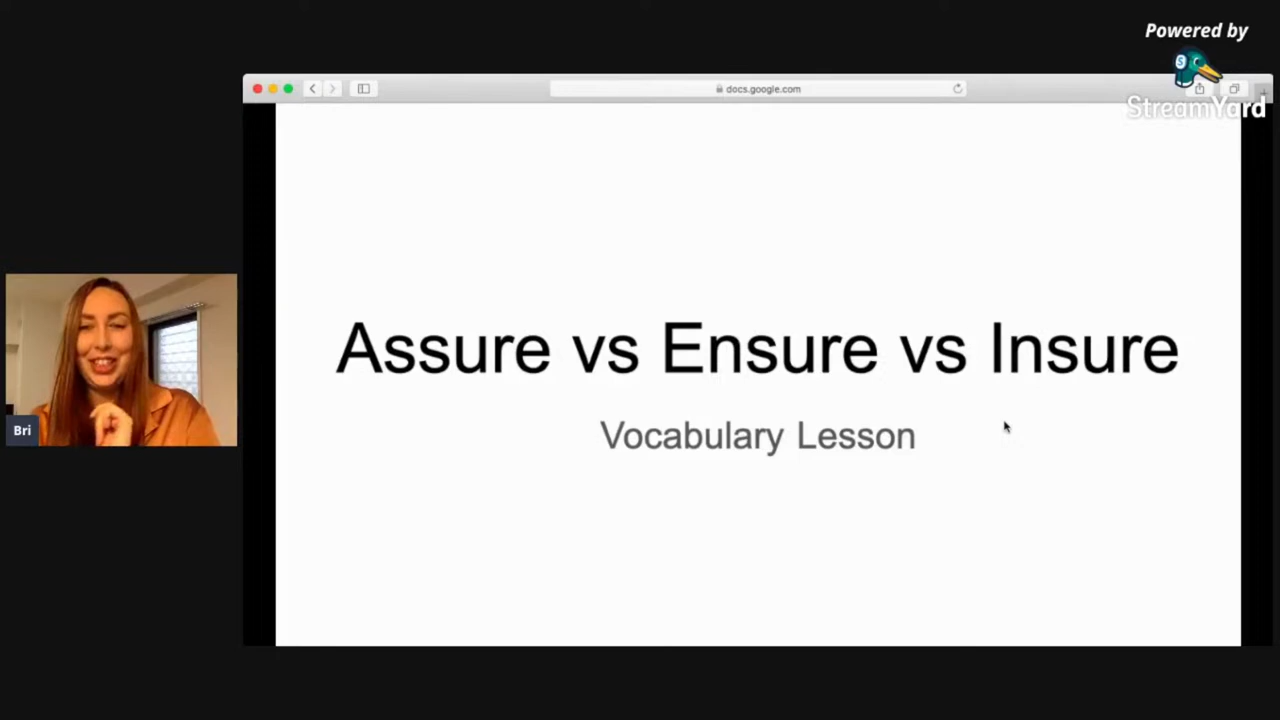 Powered by
StreamYard
docs.google.com
Assure vs Ensure vs Insure
Vocabulary Lesson
Bri